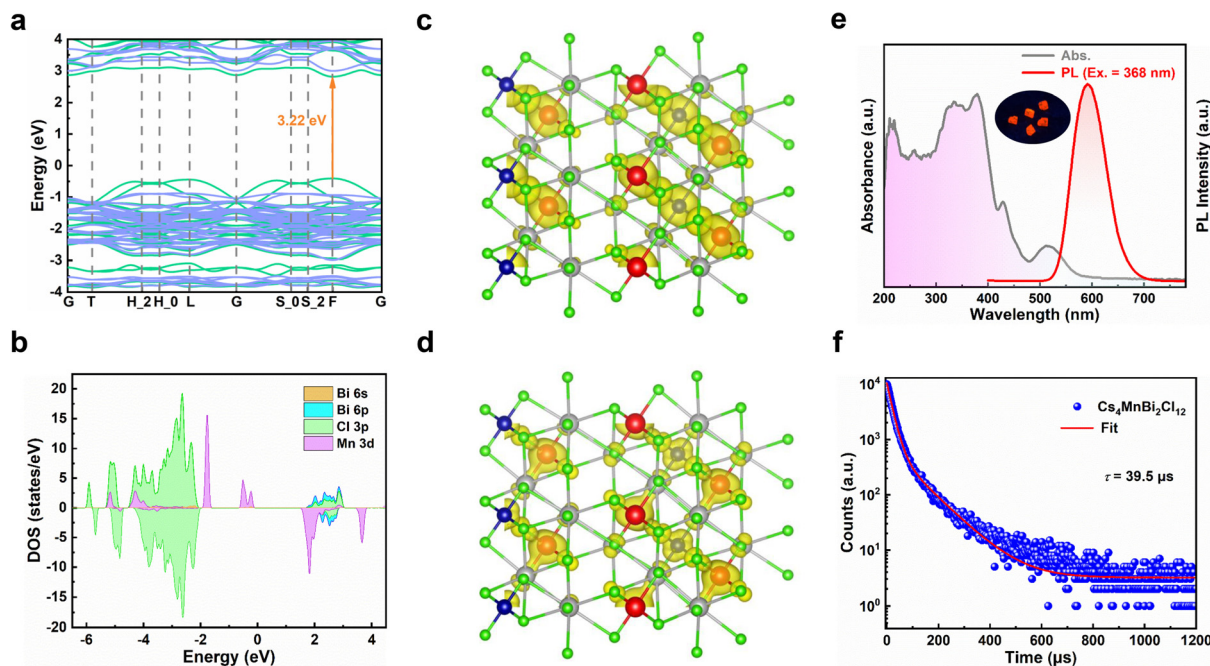 a
4
3
2
1
0
-1
-2
-3
-4
Energy (eV)
3.22 eV
G T H_2 H_0 L G S_0 S_2 F G
b
20
15
10
5
0
-5
-10
-15
-20
DOS (states/eV)
Bi 6s
Bi 6p
Cl 3p
Mn 3d
-6 -4 -2 0 2 4
Energy (eV)
c
d
e
Abs.
PL (Ex. = 368 nm)
Absorbance (a.u.)
PL Intensity (a.u.)
200 300 400 500 600 700
Wavelength (nm)
f
10⁴
10³
10²
10¹
10⁰
Counts (a.u.)
Cs₄MnBi₂Cl₁₂
Fit
τ = 39.5 μs
0 200 400 600 800 1000 1200
Time (μs)